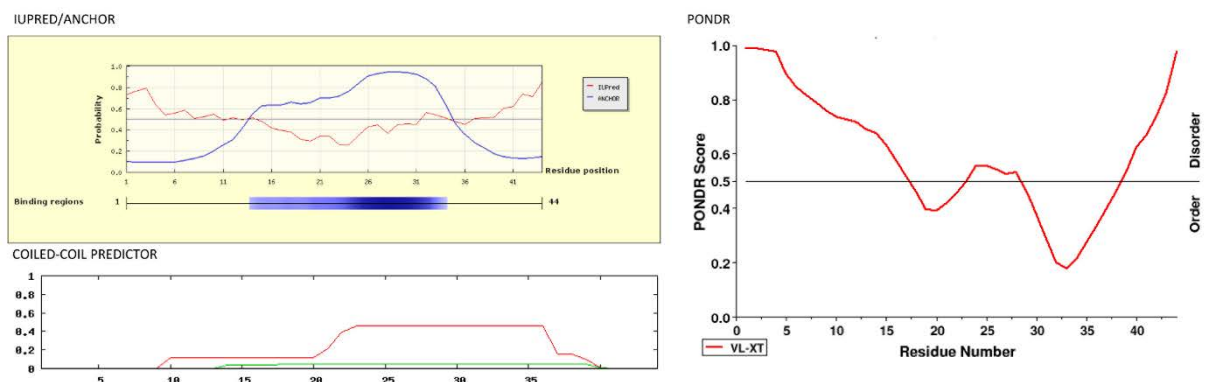 IUPRED/ANCHOR
1.0
0.8
0.6
0.4
0.2
0.0
Probability
1 6 11 16 21 26 31 36 41
Residue position
IUPred
ANCHOR
Binding regions 1 44
COILED-COIL PREDICTOR
1
0.8
0.6
0.4
0.2
0
5 10 15 20 25 30 35
PONDR
1.0
0.8
0.6
0.5
0.4
0.2
0.0
PONDR Score
Disorder
Order
0 5 10 15 20 25 30 35 40
VL-XT
Residue Number